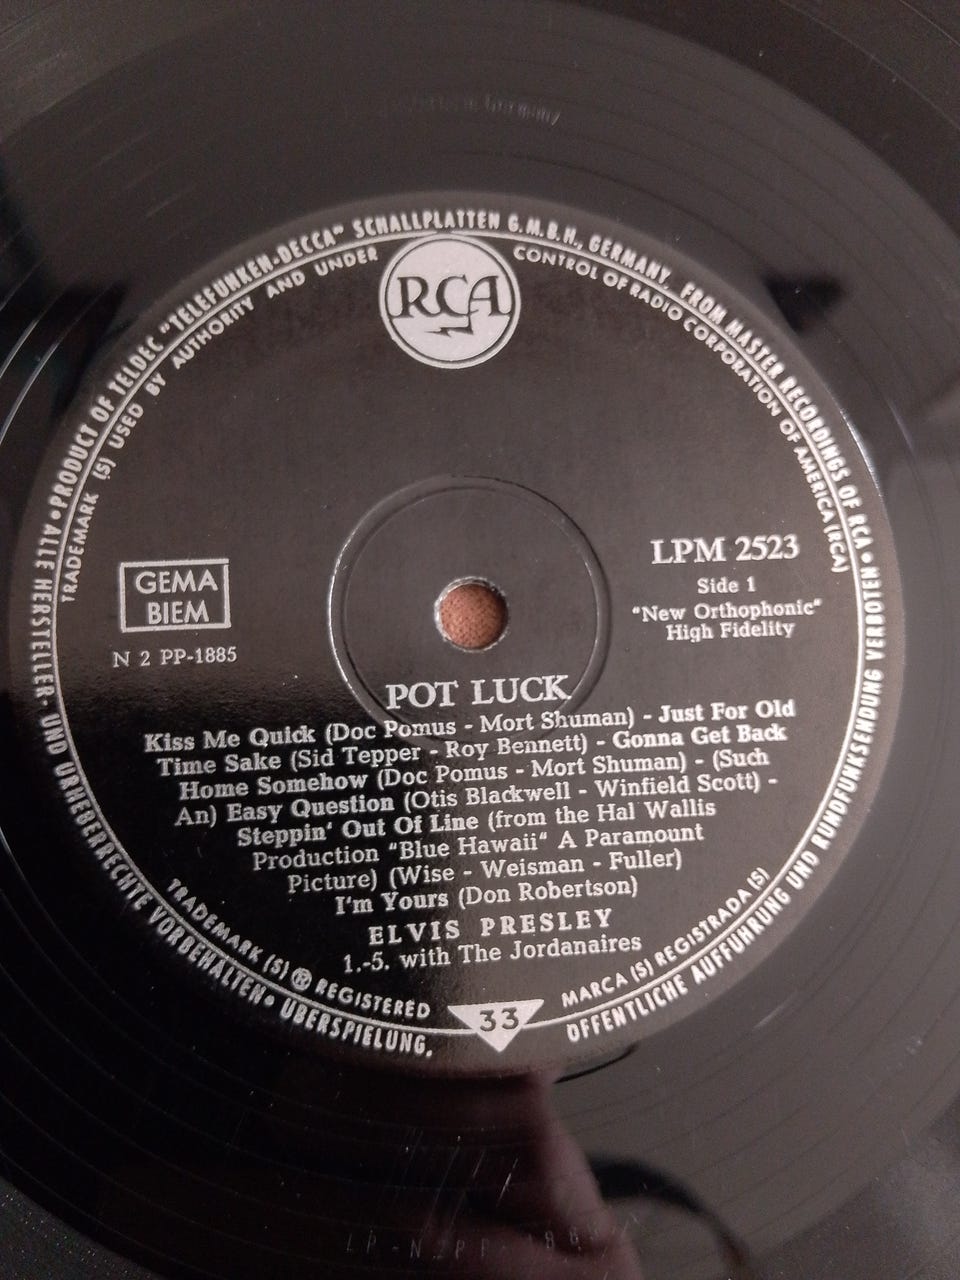 • PRODUCT OF TELDEC "TELEFUNKEN-DECCA" SCHALLPLATTEN G.M.B.H., GERMANY, FROM MASTER RECORDINGS OF RCA •
TRADEMARK (S) USED BY AUTHORITY AND UNDER CONTROL OF RADIO CORPORATION OF AMERICA (RCA)
RCA
LPM 2523
Side 1
"New Orthophonic"
High Fidelity
GEMA
BIEM
N 2 PP-1885
POT LUCK
Kiss Me Quick (Doc Pomus - Mort Shuman) - Just For Old
Time Sake (Sid Tepper - Roy Bennett) - Gonna Get Back
Home Somehow (Doc Pomus - Mort Shuman) - (Such
An) Easy Question (Otis Blackwell - Winfield Scott) -
Steppin' Out Of Line (from the Hal Wallis
Production "Blue Hawaii" A Paramount
Picture) (Wise - Weisman - Fuller)
I'm Yours (Don Robertson)
ELVIS PRESLEY
1.-5. with The Jordanaires
TRADEMARK (S) ® REGISTERED
MARCA (S) REGISTRADA (S)
33
ALLE HERSTELLER- UND URHEBERRECHTE VORBEHALTEN • ÜBERSPIELUNG,
ÖFFENTLICHE AUFFÜHRUNG UND RUNDFUNKSENDUNG VERBOTEN